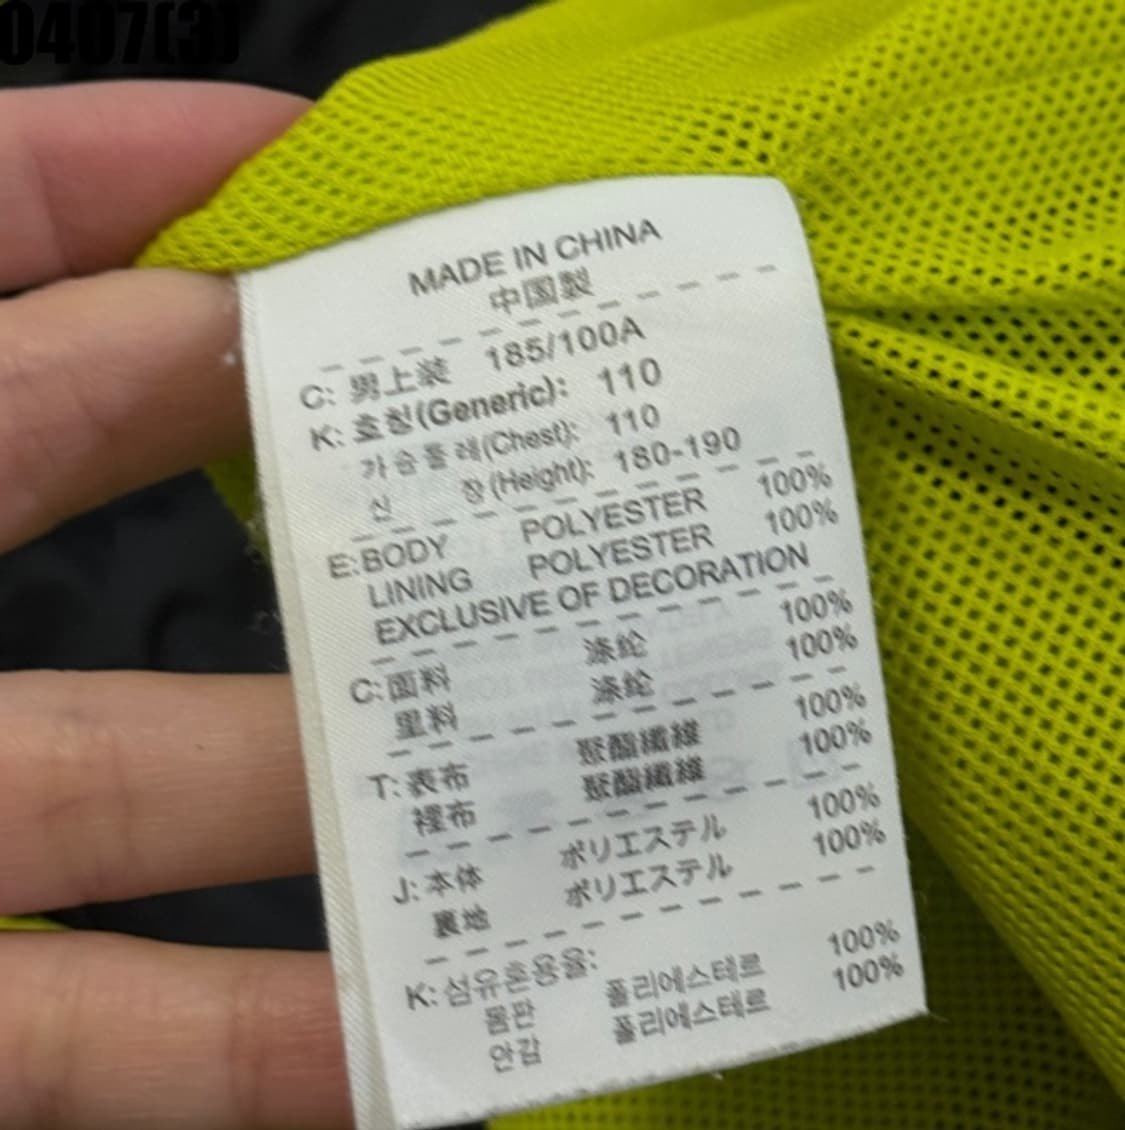 0407(3)
MADE IN CHINA
中国製
C: 男上装 185/100A
K: 호칭(Generic): 110
가슴둘레(Chest): 110
신 장(Height): 180-190
E:BODY POLYESTER 100%
LINING POLYESTER 100%
EXCLUSIVE OF DECORATION
C:面料 涤纶 100%
里料 涤纶 100%
T: 表布 聚酯纖維 100%
裡布 聚酯纖維 100%
J: 本体 ポリエステル 100%
裏地 ポリエステル 100%
K: 섬유혼용율:
몸판 폴리에스테르 100%
안감 폴리에스테르 100%